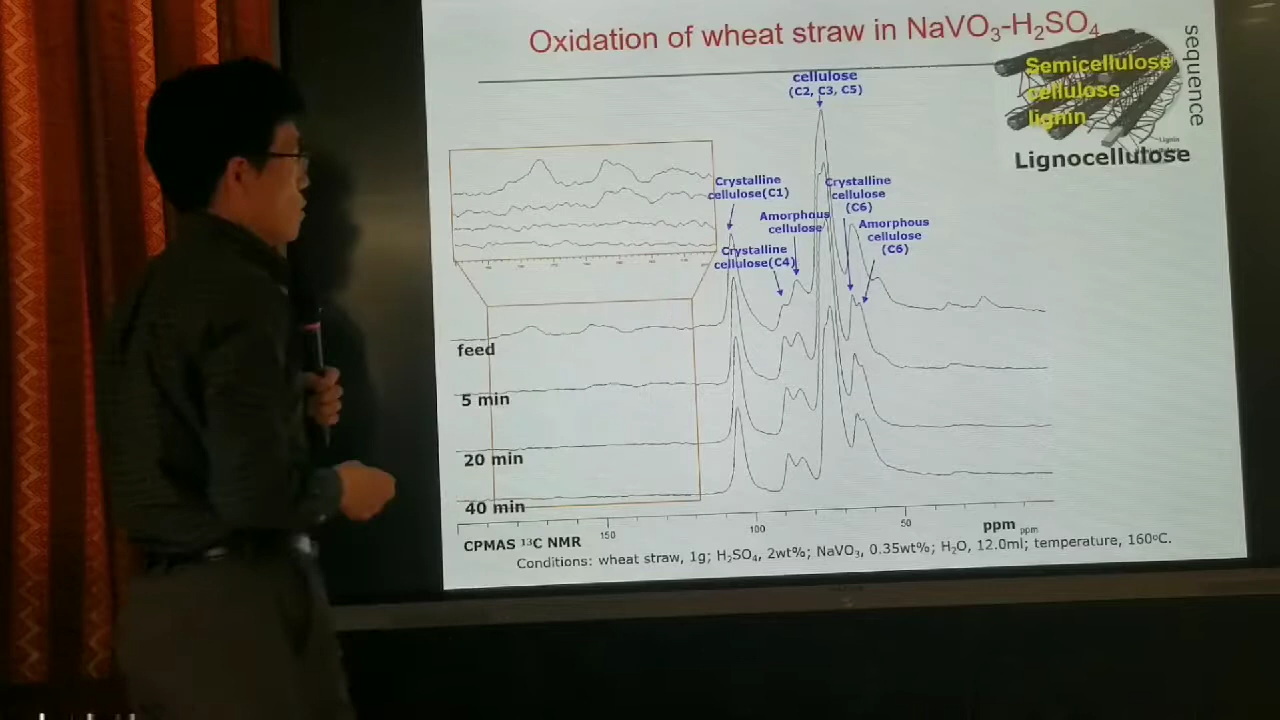 Oxidation of wheat straw in NaVO₃-H₂SO₄
sequence
Semicellulose
cellulose
lignin
Lignin
Lignocellulose
cellulose
(C2, C3, C5)
Crystalline
cellulose(C1)
Crystalline
cellulose
(C6)
Amorphous
cellulose
Amorphous
cellulose
(C6)
Crystalline
cellulose(C4)
feed
5 min
20 min
40 min
150
100
50
ppm
ppm
CPMAS ¹³C NMR
Conditions: wheat straw, 1g; H₂SO₄, 2wt%; NaVO₃, 0.35wt%; H₂O, 12.0ml; temperature, 160ºC.